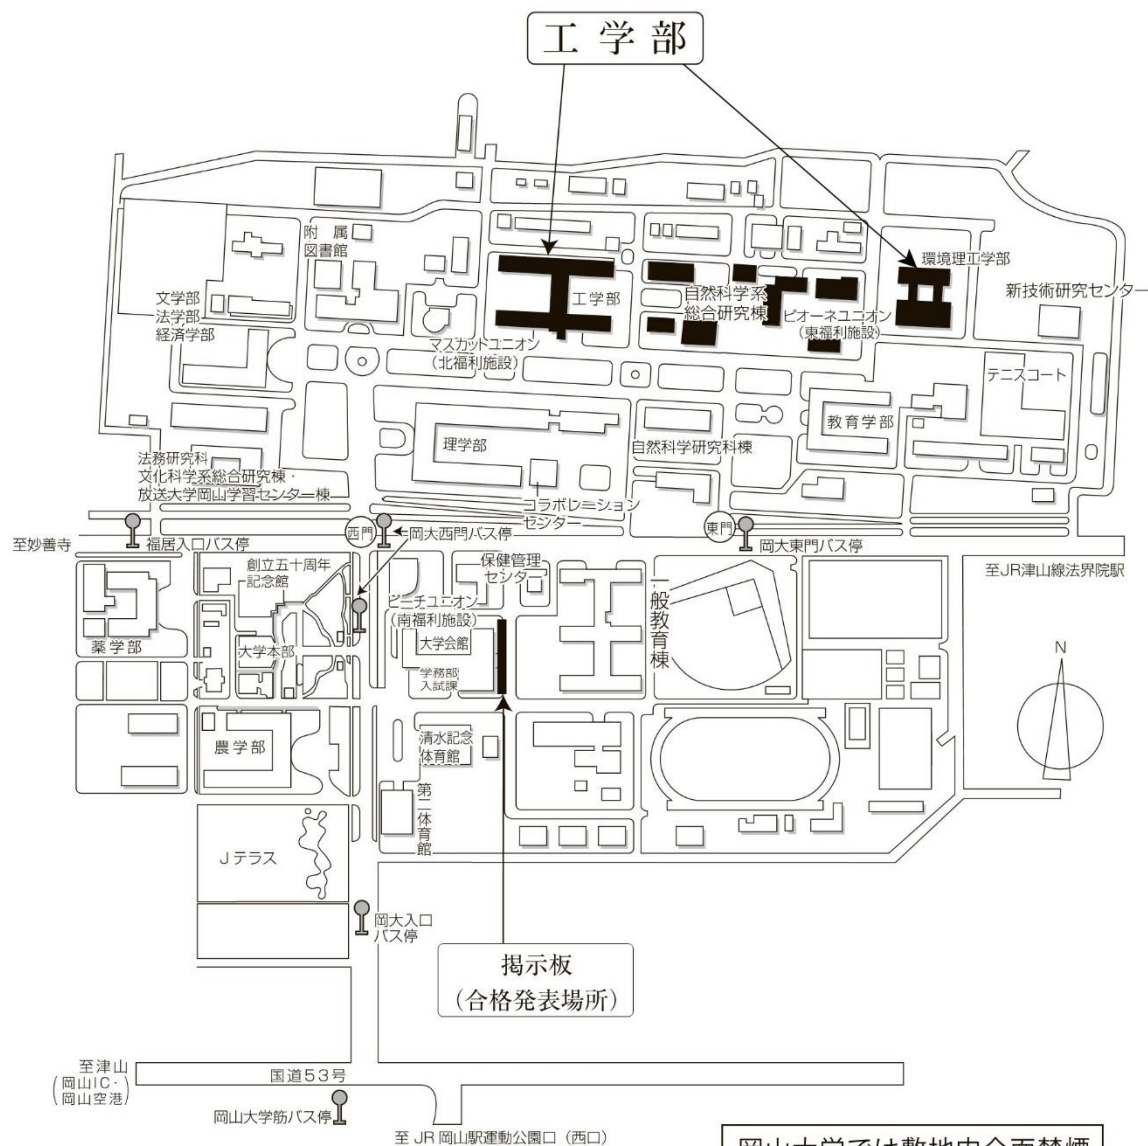 工学部
附属
図書館
文学部
法学部
経済学部
工学部
マスカットユニオン
(北福利施設)
自然科学系
総合研究棟
ピオーネユニオン
(東福利施設)
環境理工学部
新技術研究センター
テニスコート
教育学部
理学部
自然科学研究科棟
法務研究科
文化科学系総合研究棟・
放送大学岡山学習センター棟
コラボレーション
センター
至妙善寺
福居入口バス停
西門
岡大西門バス停
東門
岡大東門バス停
至JR津山線法界院駅
創立五十周年
記念館
保健管理
センター
ピーチユニオン
(南福利施設)
一般教育棟
薬学部
大学本部
大学会館
学務部
入試課
N
農学部
清水記念
体育館
第二体育館
Jテラス
岡大入口
バス停
掲示板
(合格発表場所)
至津山
(岡山IC・
岡山空港)
国道53号
岡山大学筋バス停
至 JR 岡山駅運動公園口(西口)
岡山大学では敷地内全面禁煙